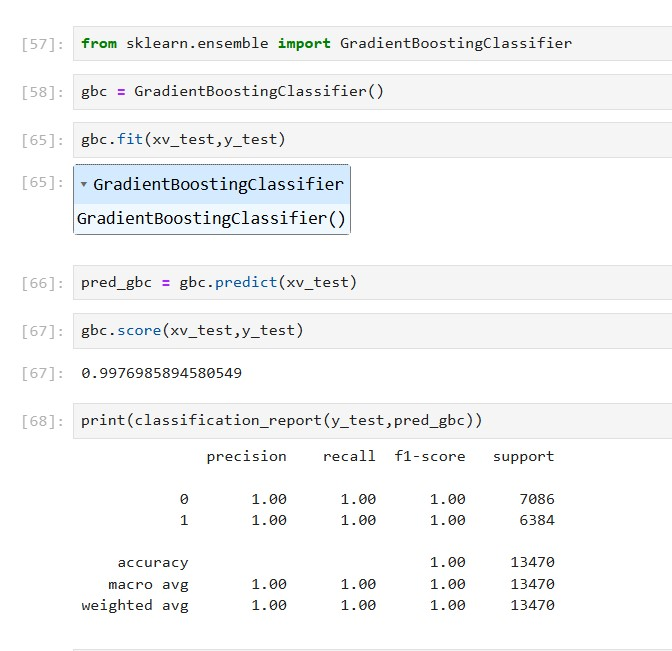 [57]: from sklearn.ensemble import GradientBoostingClassifier
[58]: gbc = GradientBoostingClassifier()
[65]: gbc.fit(xv_test,y_test)
[65]: ▾ GradientBoostingClassifier
GradientBoostingClassifier()
[66]: pred_gbc = gbc.predict(xv_test)
[67]: gbc.score(xv_test,y_test)
[67]: 0.9976985894580549
[68]: print(classification_report(y_test,pred_gbc))
precision recall f1-score support
0 1.00 1.00 1.00 7086
1 1.00 1.00 1.00 6384
accuracy 1.00 13470
macro avg 1.00 1.00 1.00 13470
weighted avg 1.00 1.00 1.00 13470